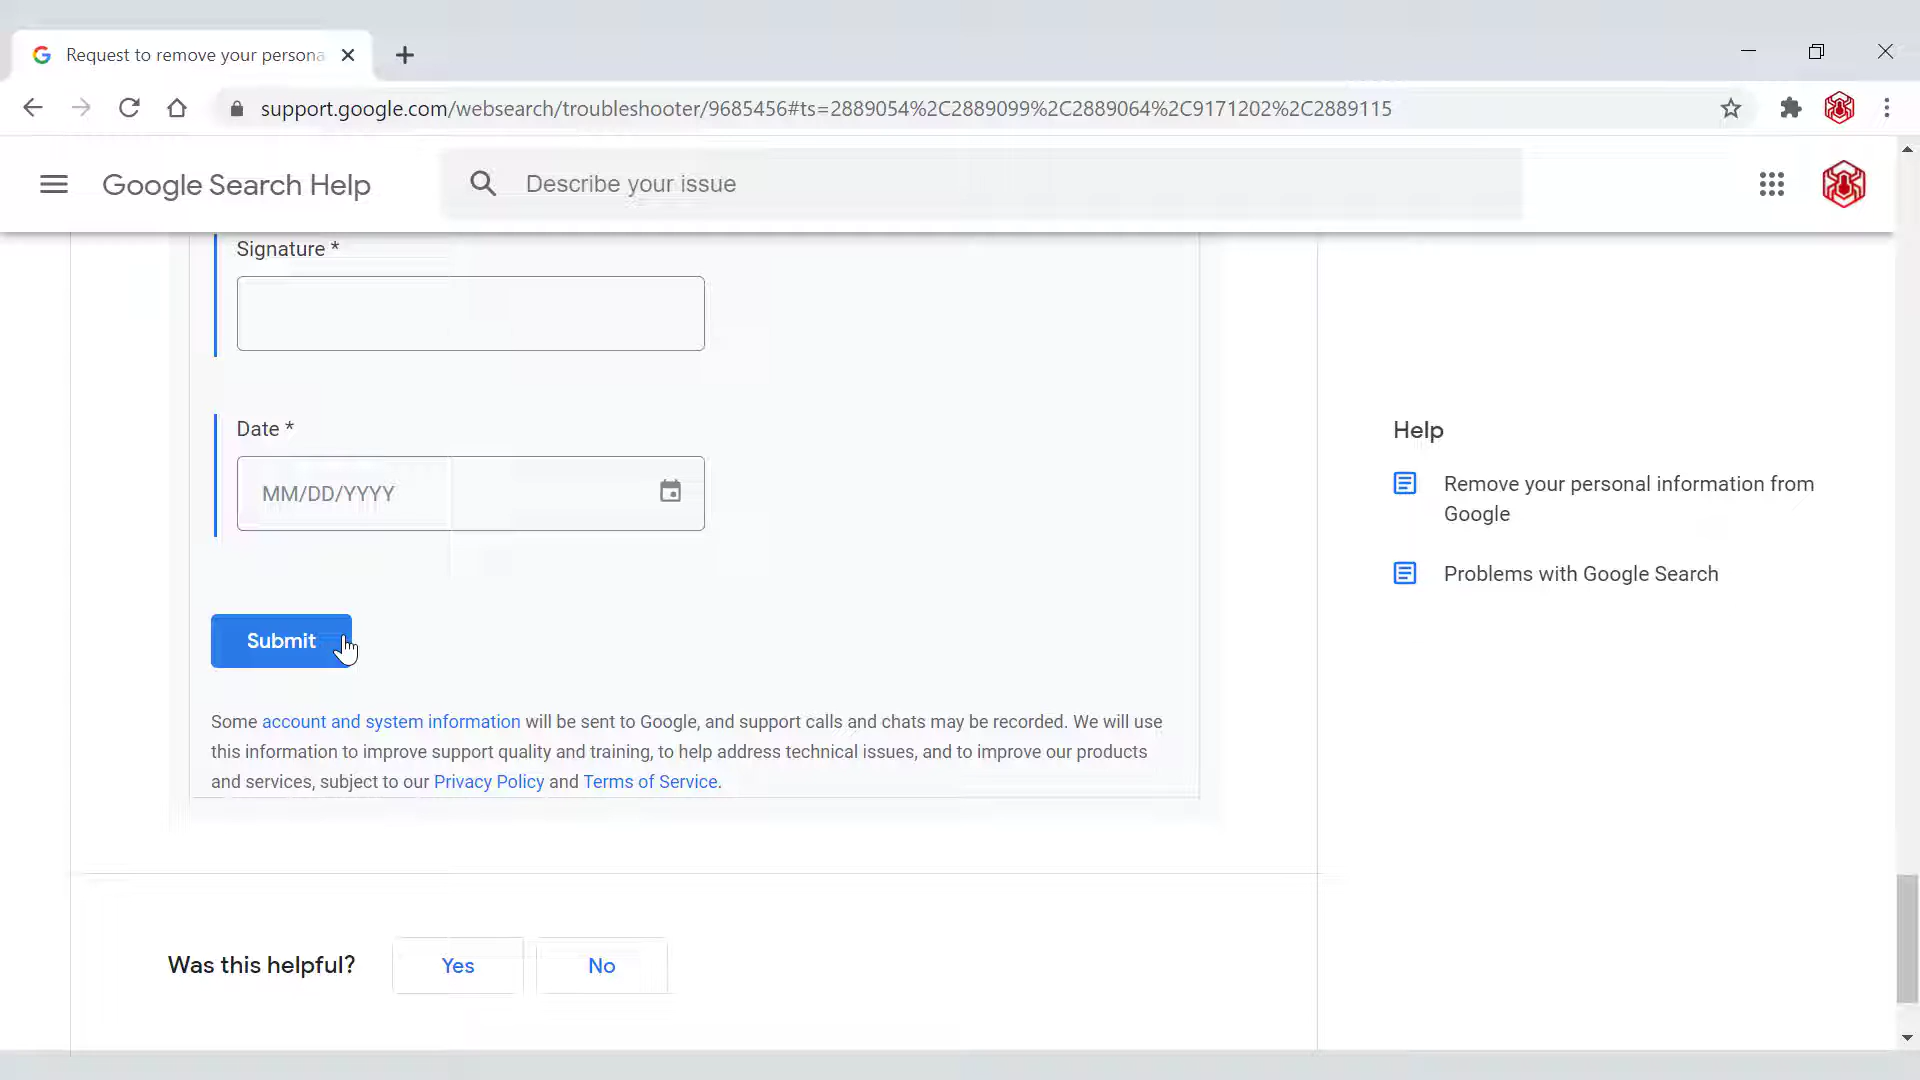 Request to remove your persona
support.google.com/websearch/troubleshooter/9685456#ts=2889054%2C2889099%2C2889064%2C9171202%2C2889115
Google Search Help
Describe your issue
Signature *
Date *
MM/DD/YYYY
Submit
Some account and system information will be sent to Google, and support calls and chats may be recorded. We will use
this information to improve support quality and training, to help address technical issues, and to improve our products
and services, subject to our Privacy Policy and Terms of Service.
Help
Remove your personal information from
Google
Problems with Google Search
Was this helpful?
Yes
No